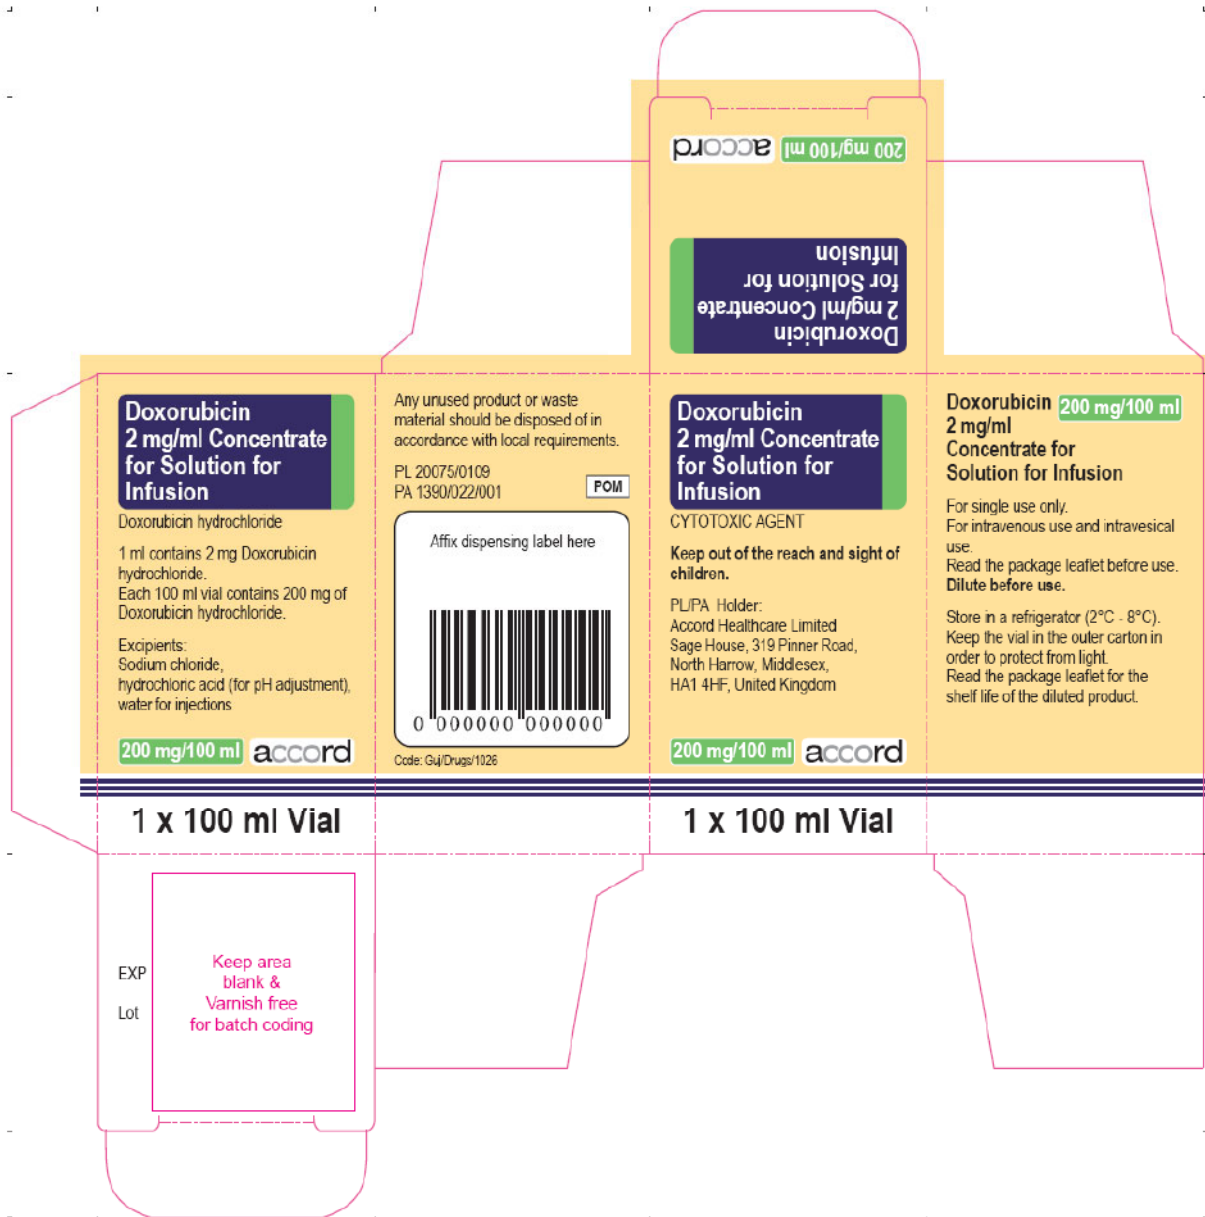 200 mg/100 ml
accord
Doxorubicin
2 mg/ml Concentrate
for Solution for
Infusion
Doxorubicin
2 mg/ml Concentrate
for Solution for
Infusion
Doxorubicin hydrochloride
1 ml contains 2 mg Doxorubicin
hydrochloride.
Each 100 ml vial contains 200 mg of
Doxorubicin hydrochloride.
Excipients:
Sodium chloride,
hydrochloric acid (for pH adjustment),
water for injections
200 mg/100 ml
accord
1 x 100 ml Vial
Any unused product or waste
material should be disposed of in
accordance with local requirements.
PL 20075/0109
PA 1390/022/001
POM
Affix dispensing label here
0 000000 000000
Code: Guj/Drugs/1026
Doxorubicin
2 mg/ml Concentrate
for Solution for
Infusion
CYTOTOXIC AGENT
Keep out of the reach and sight of
children.
PL/PA Holder:
Accord Healthcare Limited
Sage House, 319 Pinner Road,
North Harrow, Middlesex,
HA1 4HF, United Kingdom
200 mg/100 ml
accord
1 x 100 ml Vial
Doxorubicin
200 mg/100 ml
2 mg/ml
Concentrate for
Solution for Infusion
For single use only.
For intravenous use and intravesical
use.
Read the package leaflet before use.
Dilute before use.
Store in a refrigerator (2°C - 8°C).
Keep the vial in the outer carton in
order to protect from light.
Read the package leaflet for the
shelf life of the diluted product.
EXP
Lot
Keep area
blank &
Varnish free
for batch coding